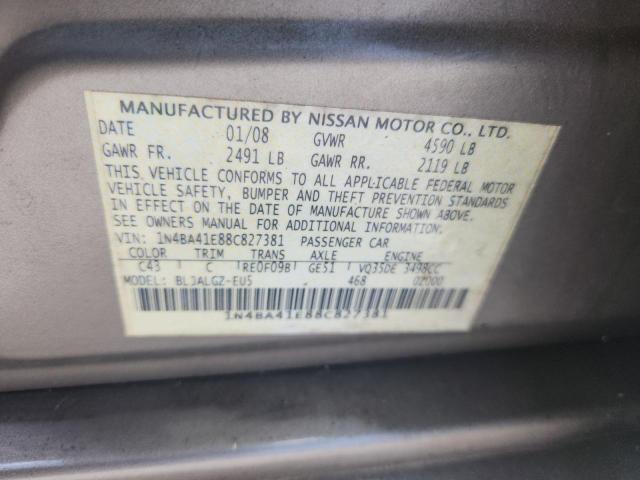 MANUFACTURED BY NISSAN MOTOR CO., LTD.
DATE 01/08 GVWR 4590 LB
GAWR FR. 2491 LB GAWR RR. 2119 LB
THIS VEHICLE CONFORMS TO ALL APPLICABLE FEDERAL MOTOR
VEHICLE SAFETY, BUMPER AND THEFT PREVENTION STANDARDS
IN EFFECT ON THE DATE OF MANUFACTURE SHOWN ABOVE.
SEE OWNERS MANUAL FOR ADDITIONAL INFORMATION.
VIN: 1N4BA41E88C827381 PASSENGER CAR
COLOR TRIM TRANS AXLE ENGINE
C43 C RE0F09B GE51 VQ35DE 3498CC
MODEL: BLJALGZ-EU5 468 02000
1N4BA41E88C827381